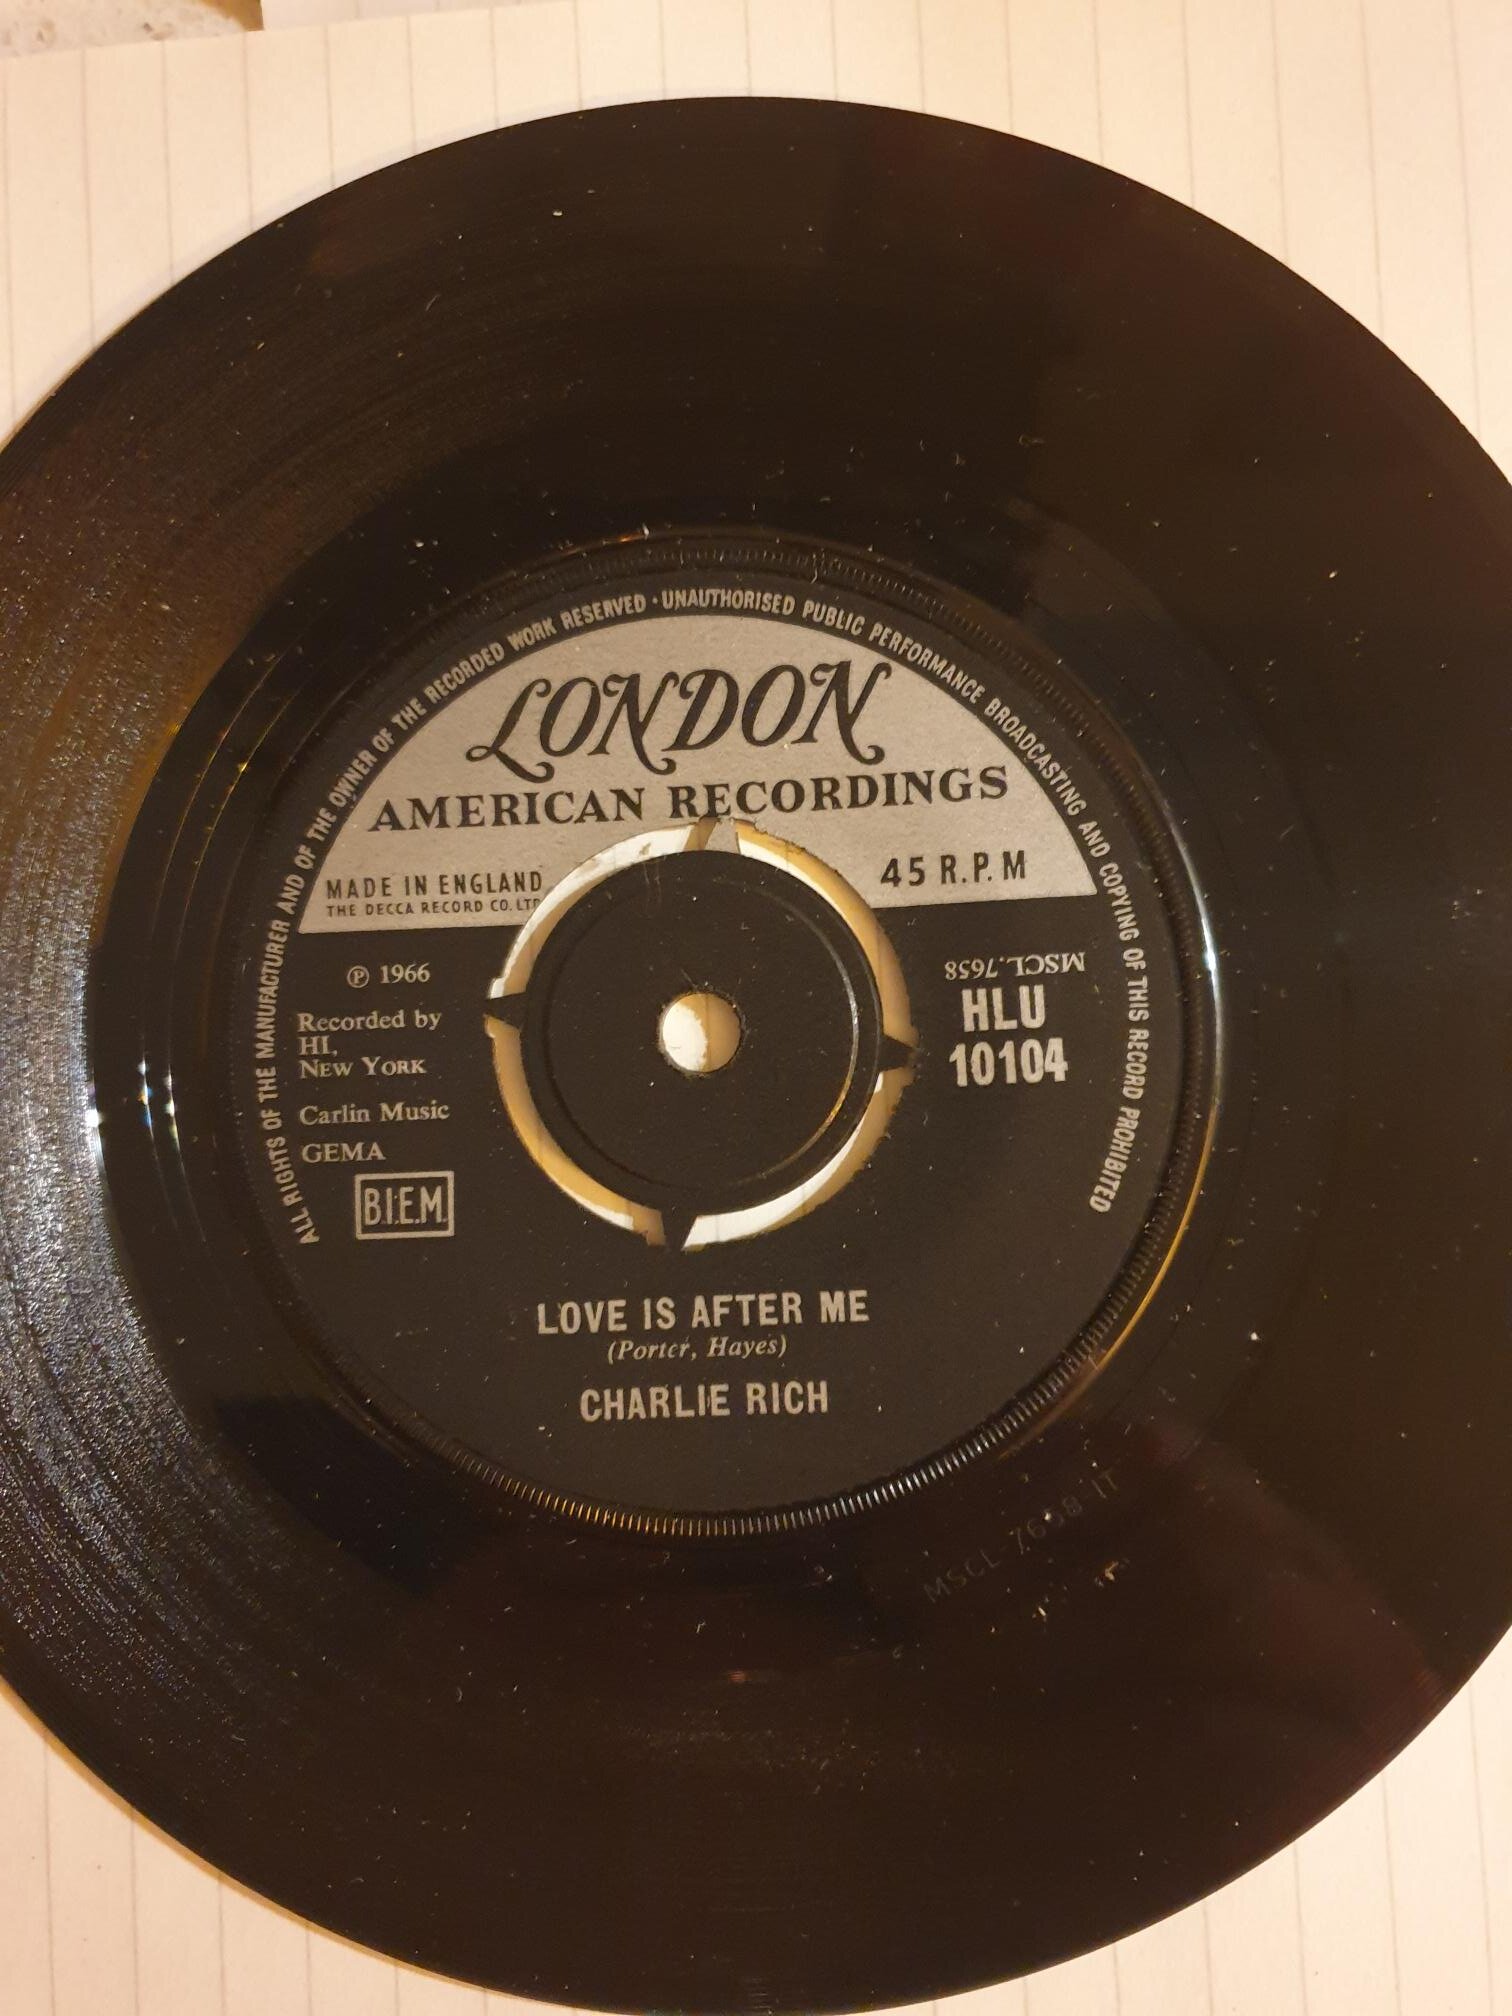 ALL RIGHTS OF THE MANUFACTURER AND OF THE OWNER OF THE RECORDED WORK RESERVED · UNAUTHORISED PUBLIC PERFORMANCE BROADCASTING AND COPYING OF THIS RECORD PROHIBITED
LONDON
AMERICAN RECORDINGS
MADE IN ENGLAND
THE DECCA RECORD CO. LTD
45 R.P.M
℗ 1966
Recorded by
HI,
NEW YORK
Carlin Music
GEMA
B.I.E.M.
MSCL.7658
HLU
10104
LOVE IS AFTER ME
(Porter, Hayes)
CHARLIE RICH
MSCL-7658-1T